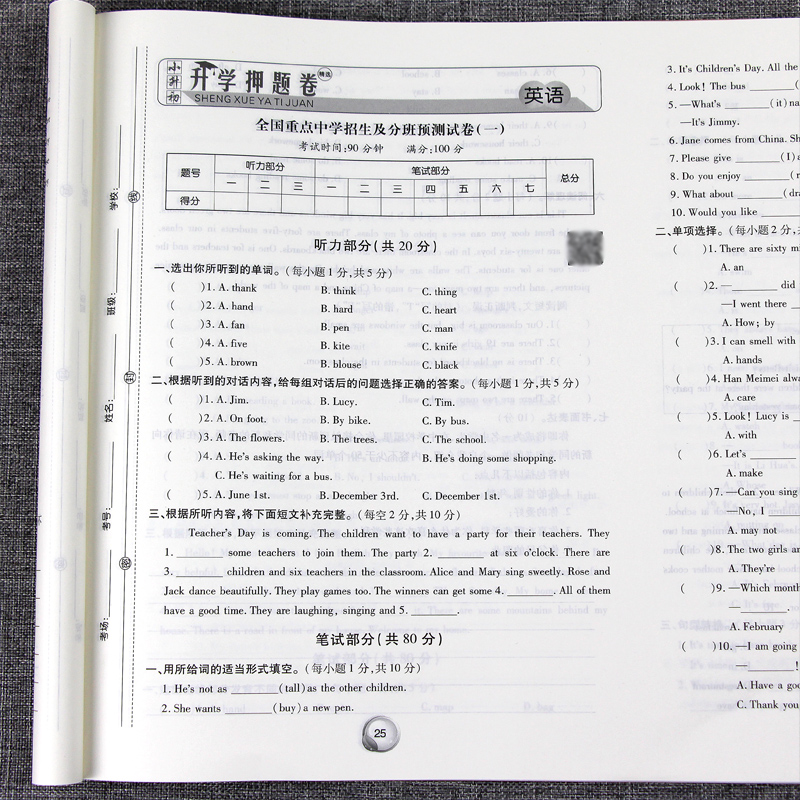 小升初
升学押题卷
精选
SHENG XUE YA TI JUAN
英语
全国重点中学招生及分班预测试卷(一)
考试时间:90分钟 满分:100分
题号 听力部分 笔试部分 总分
一 二 三 一 二 三 四 五 六 七
得分
听力部分(共20分)
一、选出你所听到的单词。(每小题1分,共5分)
( )1. A. thank B. think C. thing
( )2. A. hand B. hard C. heart
( )3. A. fan B. pen C. man
( )4. A. five B. kite C. knife
( )5. A. brown B. blouse C. black
二、根据听到的对话内容,给每组对话后的问题选择正确的答案。(每小题1分,共5分)
( )1. A. Jim. B. Lucy. C. Tim.
( )2. A. On foot. B. By bike. C. By bus.
( )3. A. The flowers. B. The trees. C. The school.
( )4. A. He's asking the way. B. He's doing some shopping.
C. He's waiting for a bus.
( )5. A. June 1st. B. December 3rd. C. December 1st.
三、根据所听内容,将下面短文补充完整。(每空2分,共10分)
Teacher's Day is coming. The children want to have a party for their teachers. They
1. ________ some teachers to join them. The party 2. ________ at six o'clock. There are
3. ________ children and six teachers in the classroom. Alice and Mary sing sweetly. Rose and
Jack dance beautifully. They play games too. The winners can get some 4. ________. All of them
have a good time. They are laughing, singing and 5. ________.
笔试部分(共80分)
一、用所给词的适当形式填空。(每小题1分,共10分)
1. He's not as ________ (tall) as the other children.
2. She wants ________ (buy) a new pen.
25
学校:
班级:
姓名:
考号:
考场:
线
封
密
3. It's Children's Day. All the
4. Look! The bus ________
5. —What's ________ (it) na
—It's Jimmy.
6. Jane comes from China. Sh
7. Please give ________ (I) a
8. Do you enjoy ________ (r
9. What about ________ (dra
10. Would you like ________
二、单项选择。(每小题2分,共
( )1. There are sixty mi
A. an
( )2. —________ did
—I went there
A. How; by
( )3. I can smell with
A. hands
( )4. Han Meimei alwa
A. care
( )5. Look! Lucy is
A. with
( )6. Let's ________
A. make
( )7. —Can you sing
—No, I
A. may not
( )8. The two girls ar
A. They're
( )9. —Which month
—________.
A. February
( )10. —I am going
—________!
A. Have a goo
C. Thank you